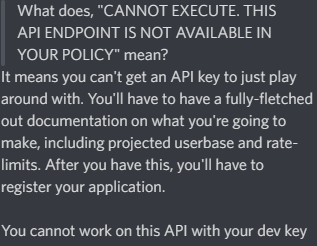 What does, "CANNOT EXECUTE. THIS
API ENDPOINT IS NOT AVAILABLE IN
YOUR POLICY" mean?
It means you can't get an API key to just play
around with. You'll have to have a fully-fletched
out documentation on what you're going to
make, including projected userbase and rate-
limits. After you have this, you'll have to
register your application.
You cannot work on this API with your dev key